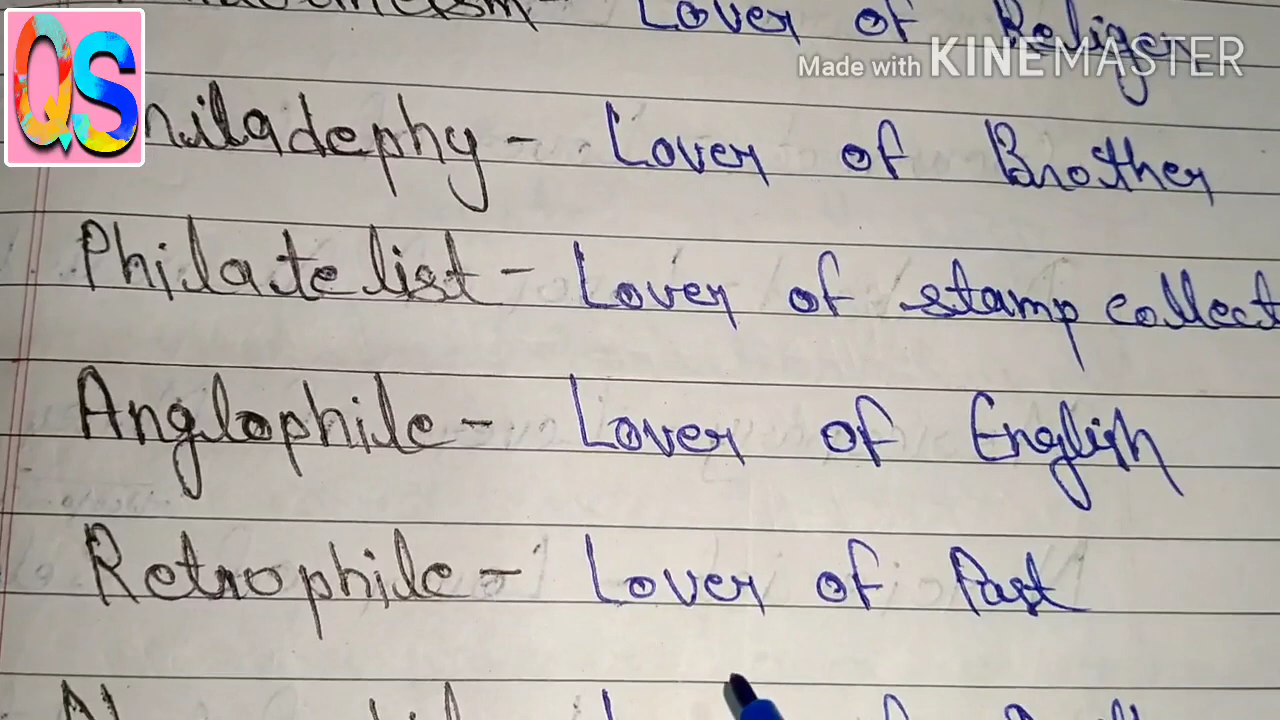 Lover of Religen
Made with KINEMASTER
QS
hiladephy - Lover of Brother
Philatelist - Lover of stamp collect
Anglophile - Lover of English
Retrophile - Lover of Past